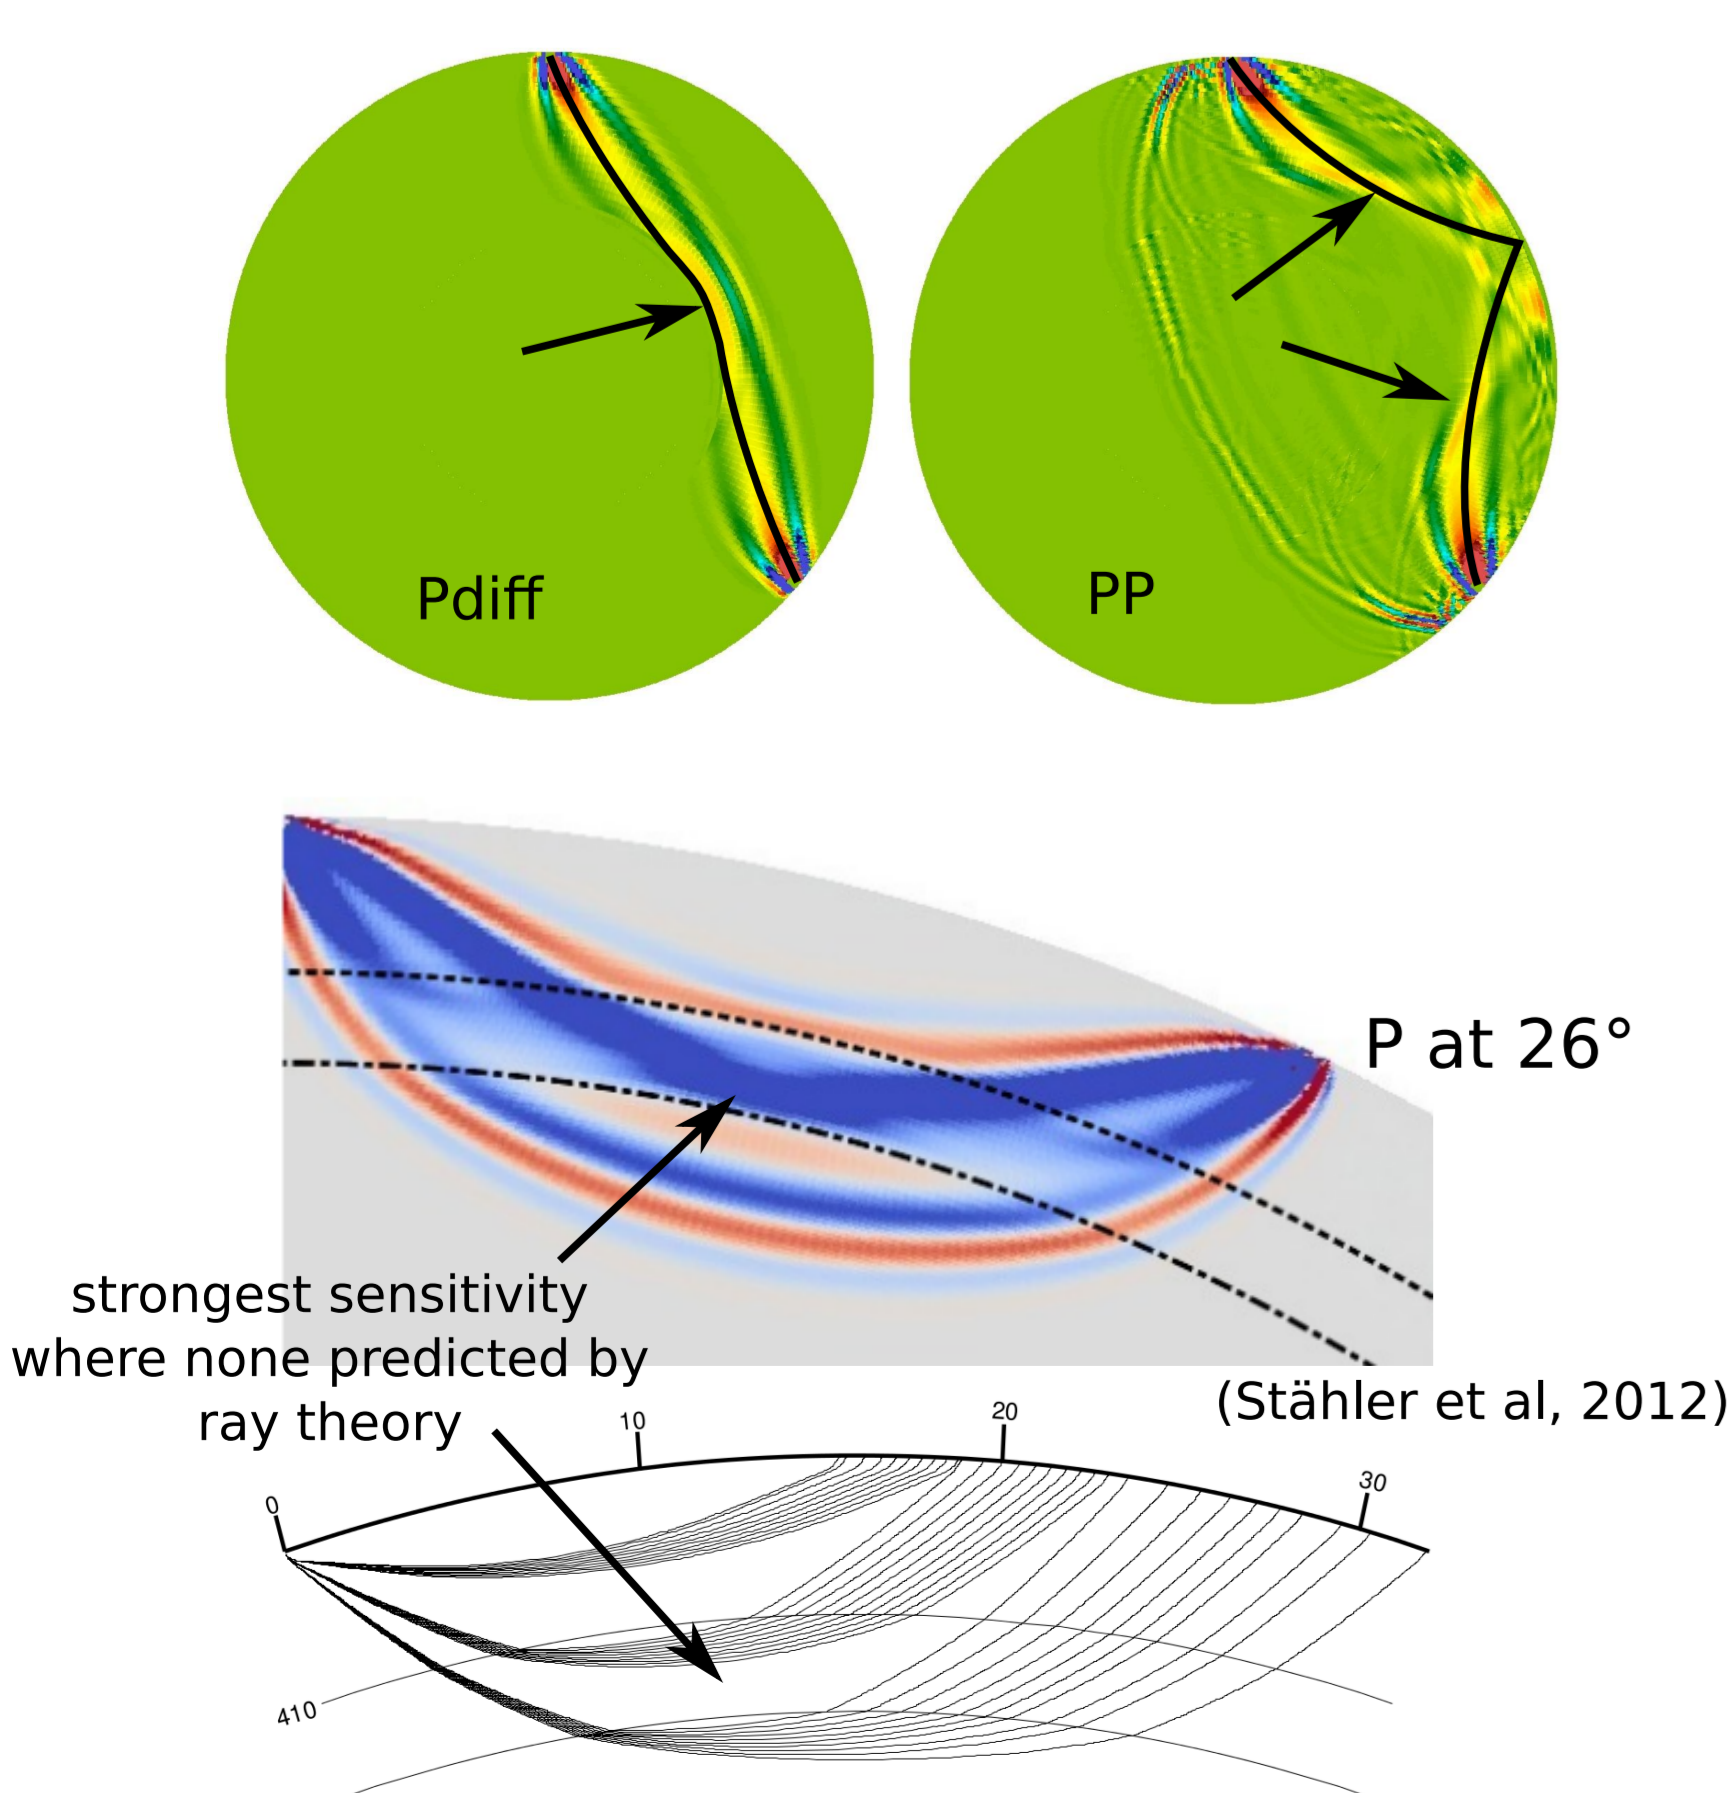 Pdiff
PP
P at 26°
strongest sensitivity
where none predicted by
ray theory
(Stähler et al, 2012)
0
10
20
30
410